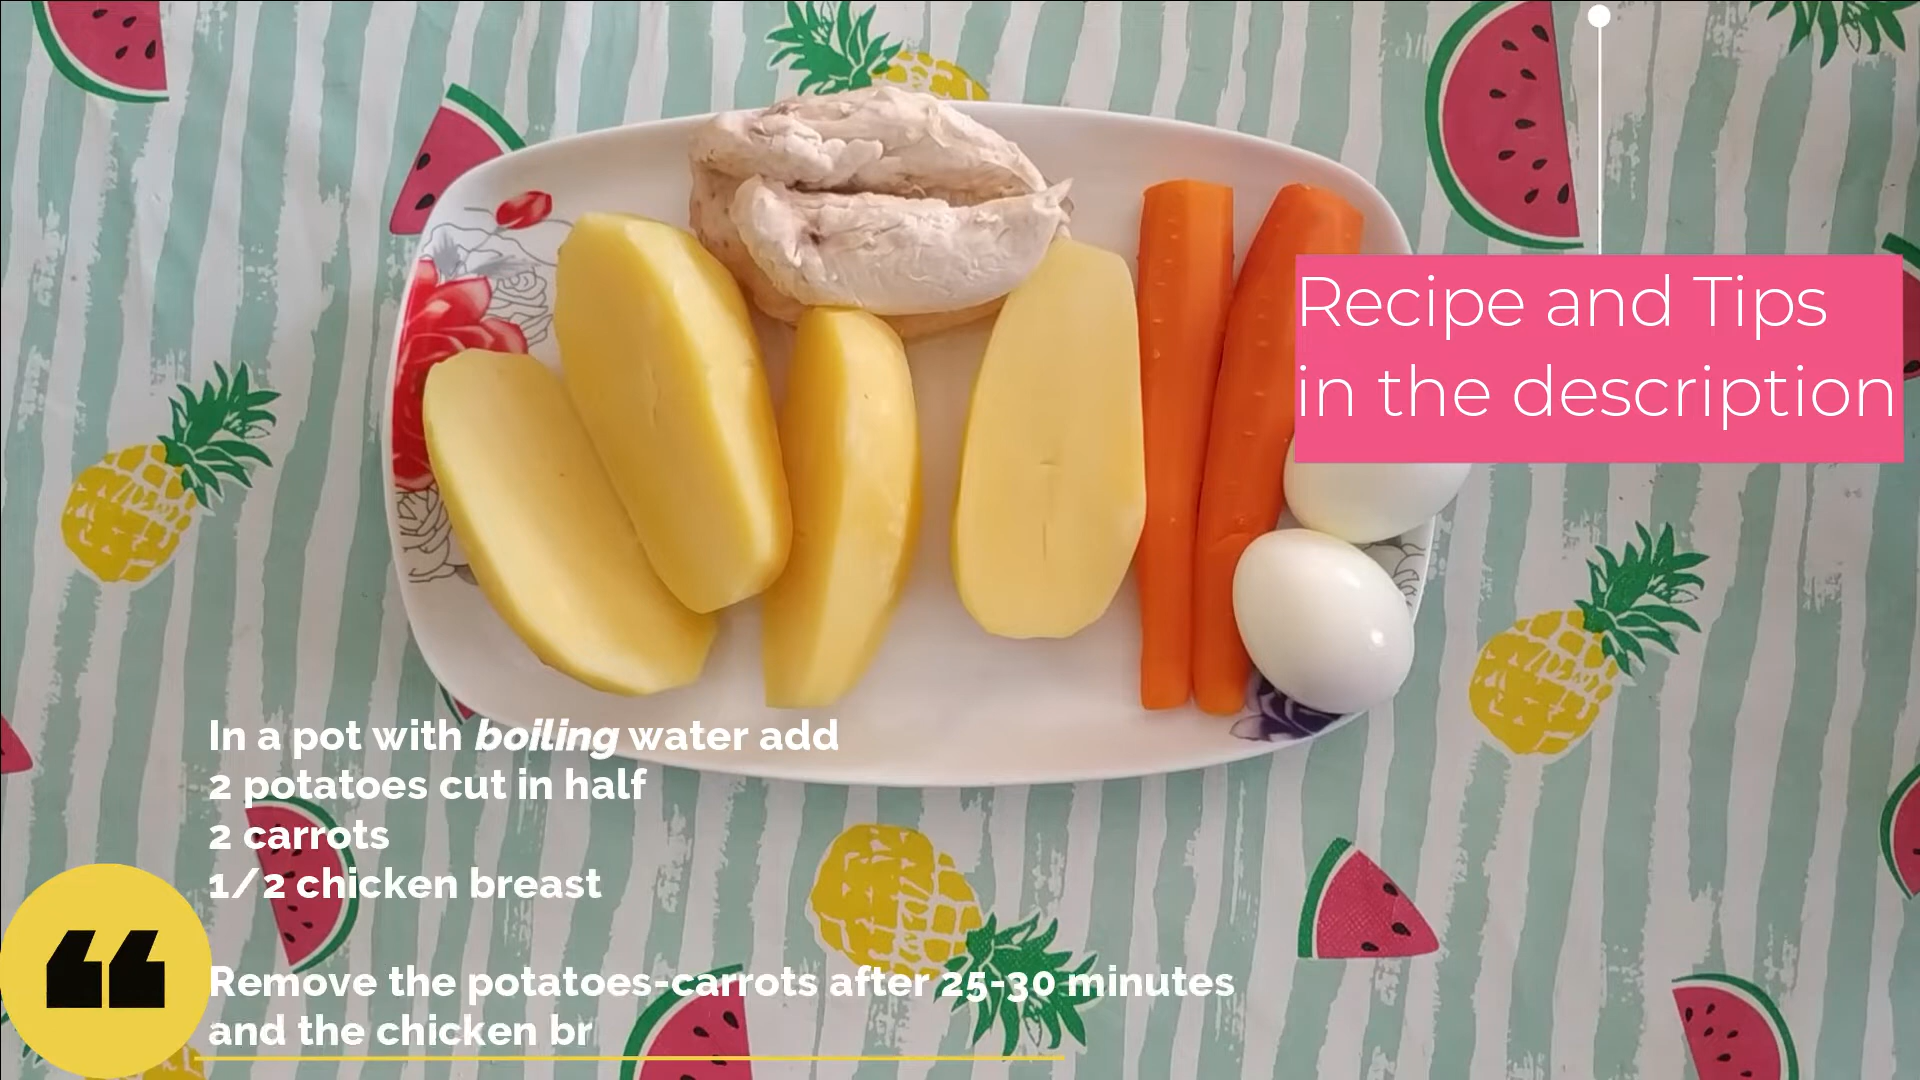 Recipe and Tips
in the description
In a pot with boiling water add
2 potatoes cut in half
2 carrots
1/2 chicken breast
Remove the potatoes-carrots after 25-30 minutes
and the chicken br